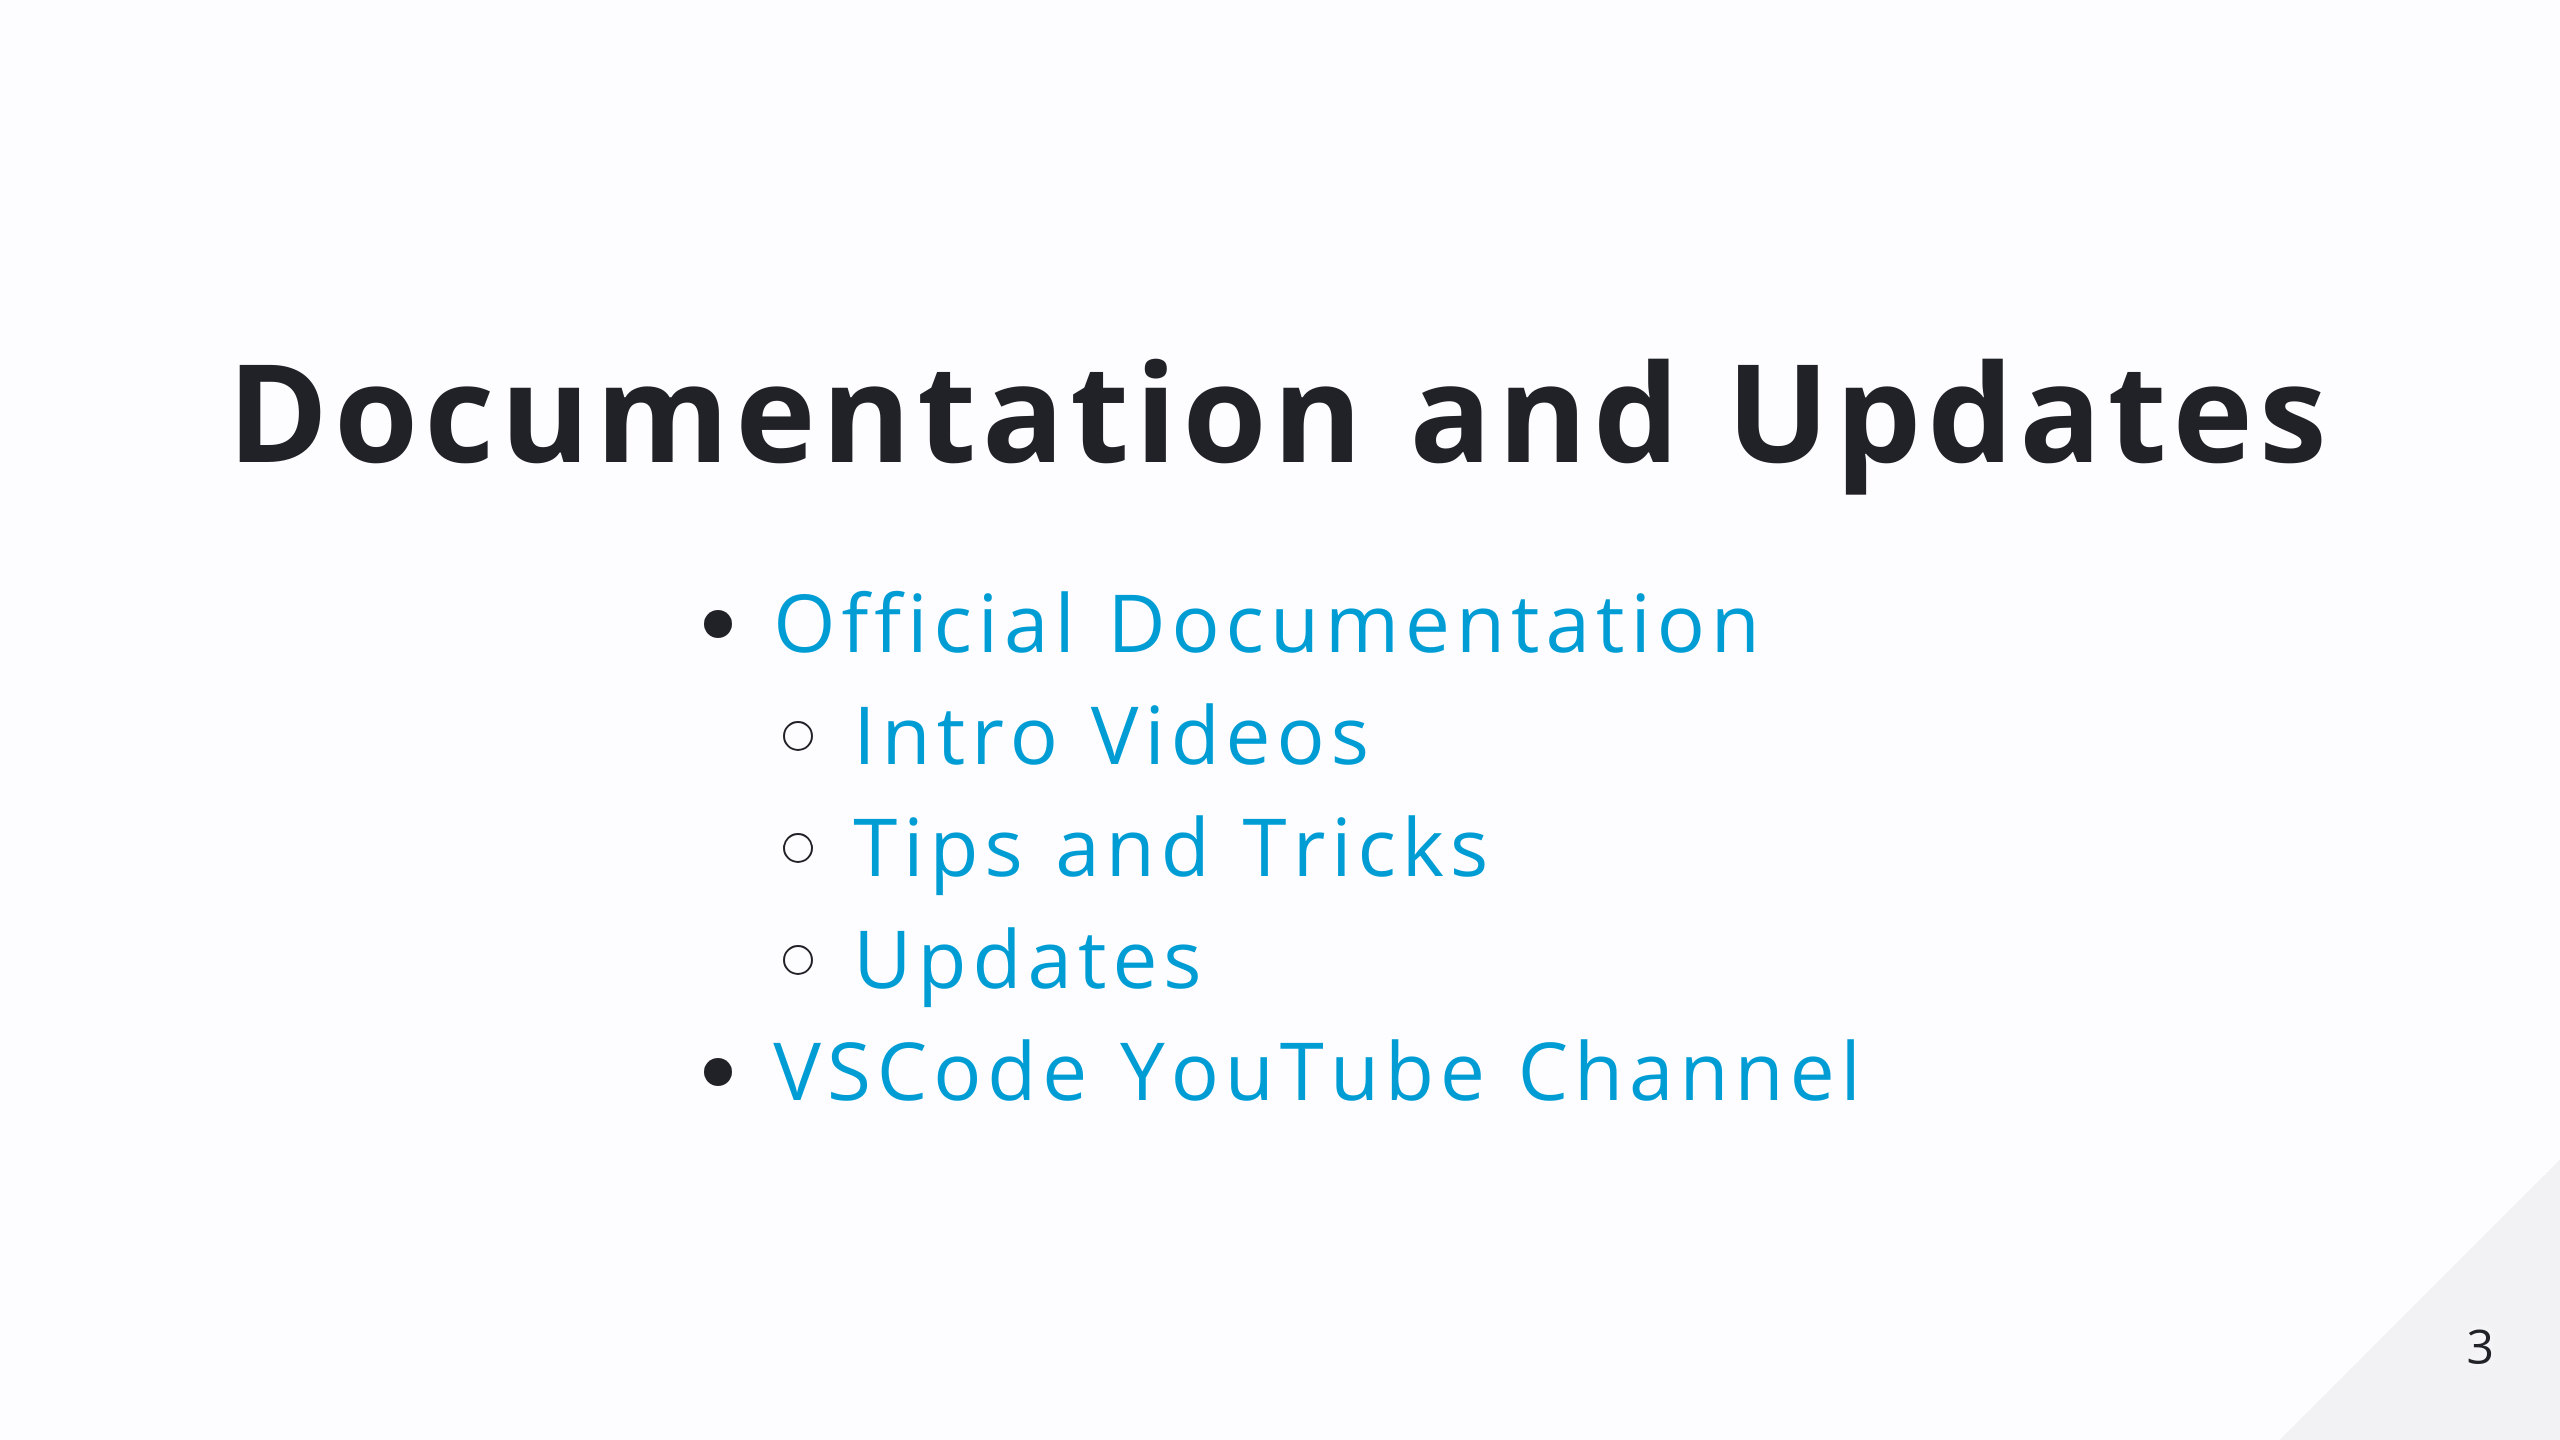 Documentation and Updates
Official Documentation
Intro Videos
Tips and Tricks
Updates
VSCode YouTube Channel
3